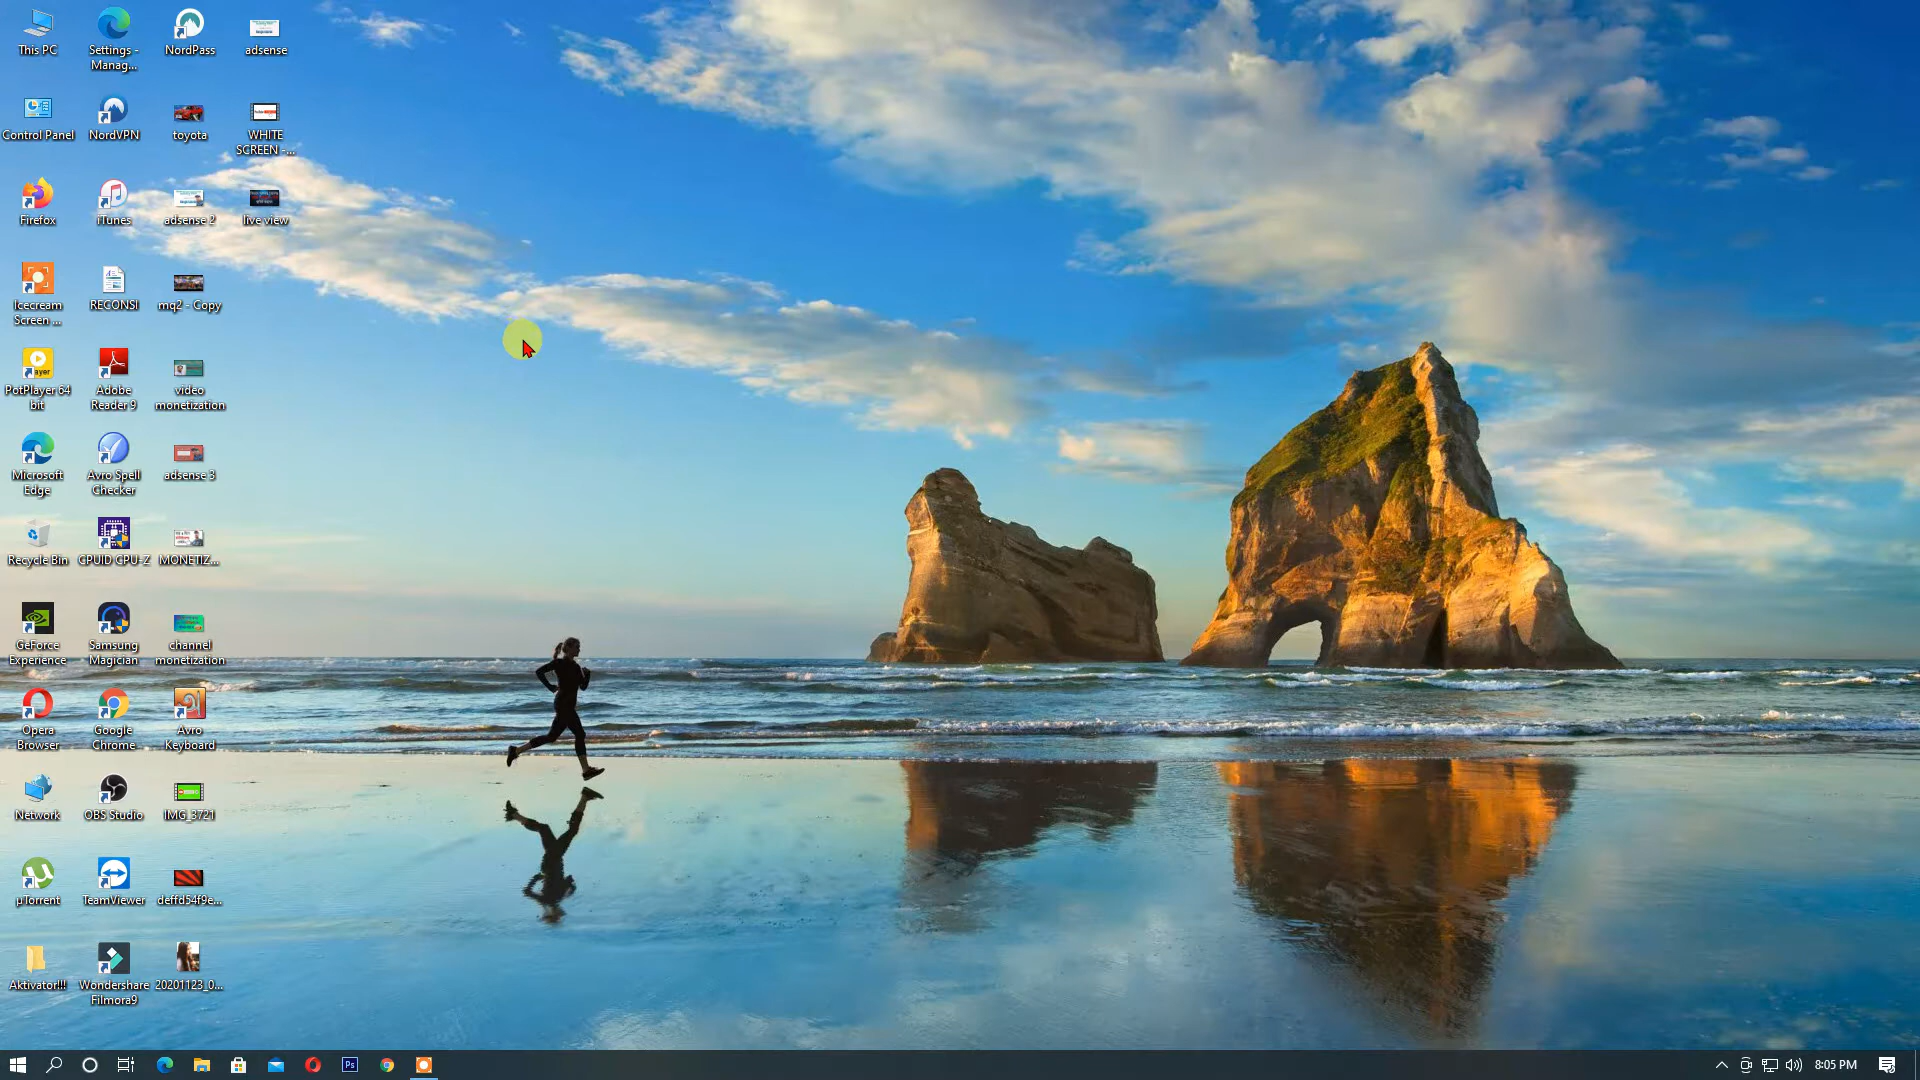 This PC
Settings -
Manag...
NordPass
adsense
Control Panel
NordVPN
toyota
WHITE
SCREEN -...
Firefox
iTunes
adsense 2
live view
Icecream
Screen ...
RECONSI
mq2 - Copy
PotPlayer 64
bit
Adobe
Reader 9
video
monetization
Microsoft
Edge
Avro Spell
Checker
adsense 3
Recycle Bin
CPUID CPU-Z
MONETIZ...
GeForce
Experience
Samsung
Magician
channel
monetization
Opera
Browser
Google
Chrome
Avro
Keyboard
Network
OBS Studio
IMG_3721
µTorrent
TeamViewer
deffd54f9e...
Aktivator!!!
Wondershare
Filmora9
20201123_0...
Ps
8:05 PM